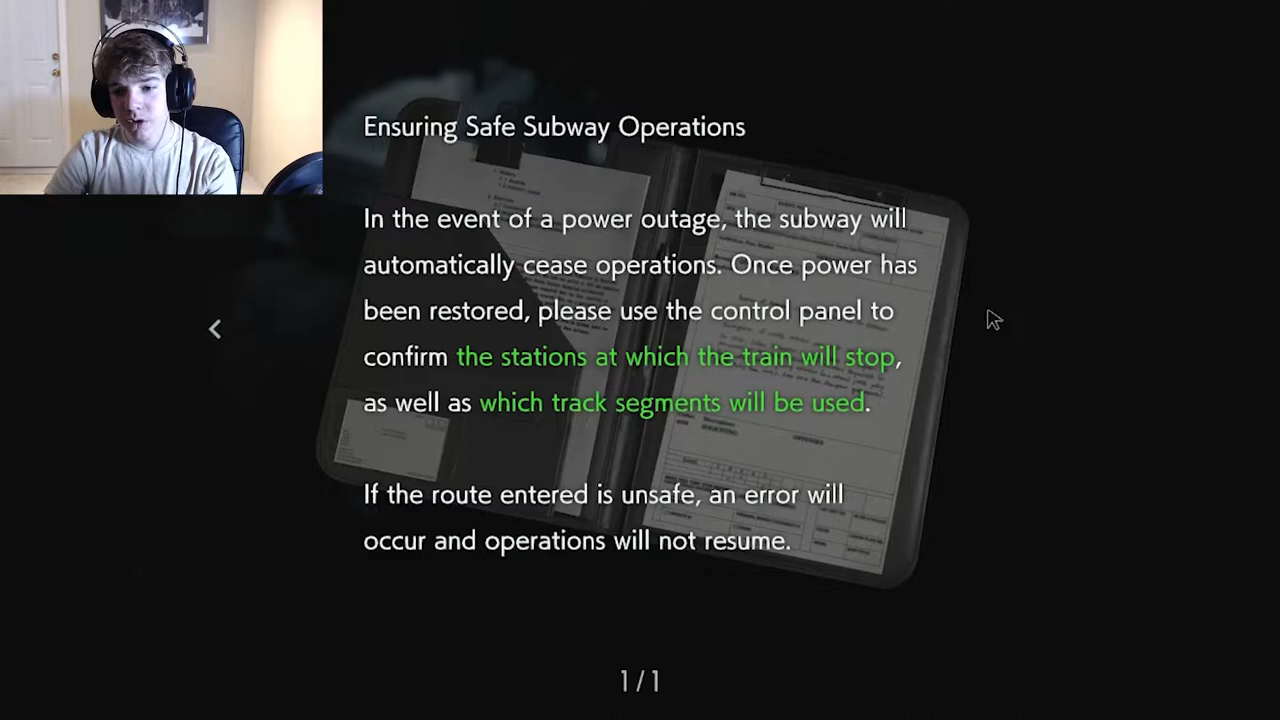 Ensuring Safe Subway Operations
In the event of a power outage, the subway will
automatically cease operations. Once power has
been restored, please use the control panel to
confirm the stations at which the train will stop,
as well as which track segments will be used.
If the route entered is unsafe, an error will
occur and operations will not resume.
1/1